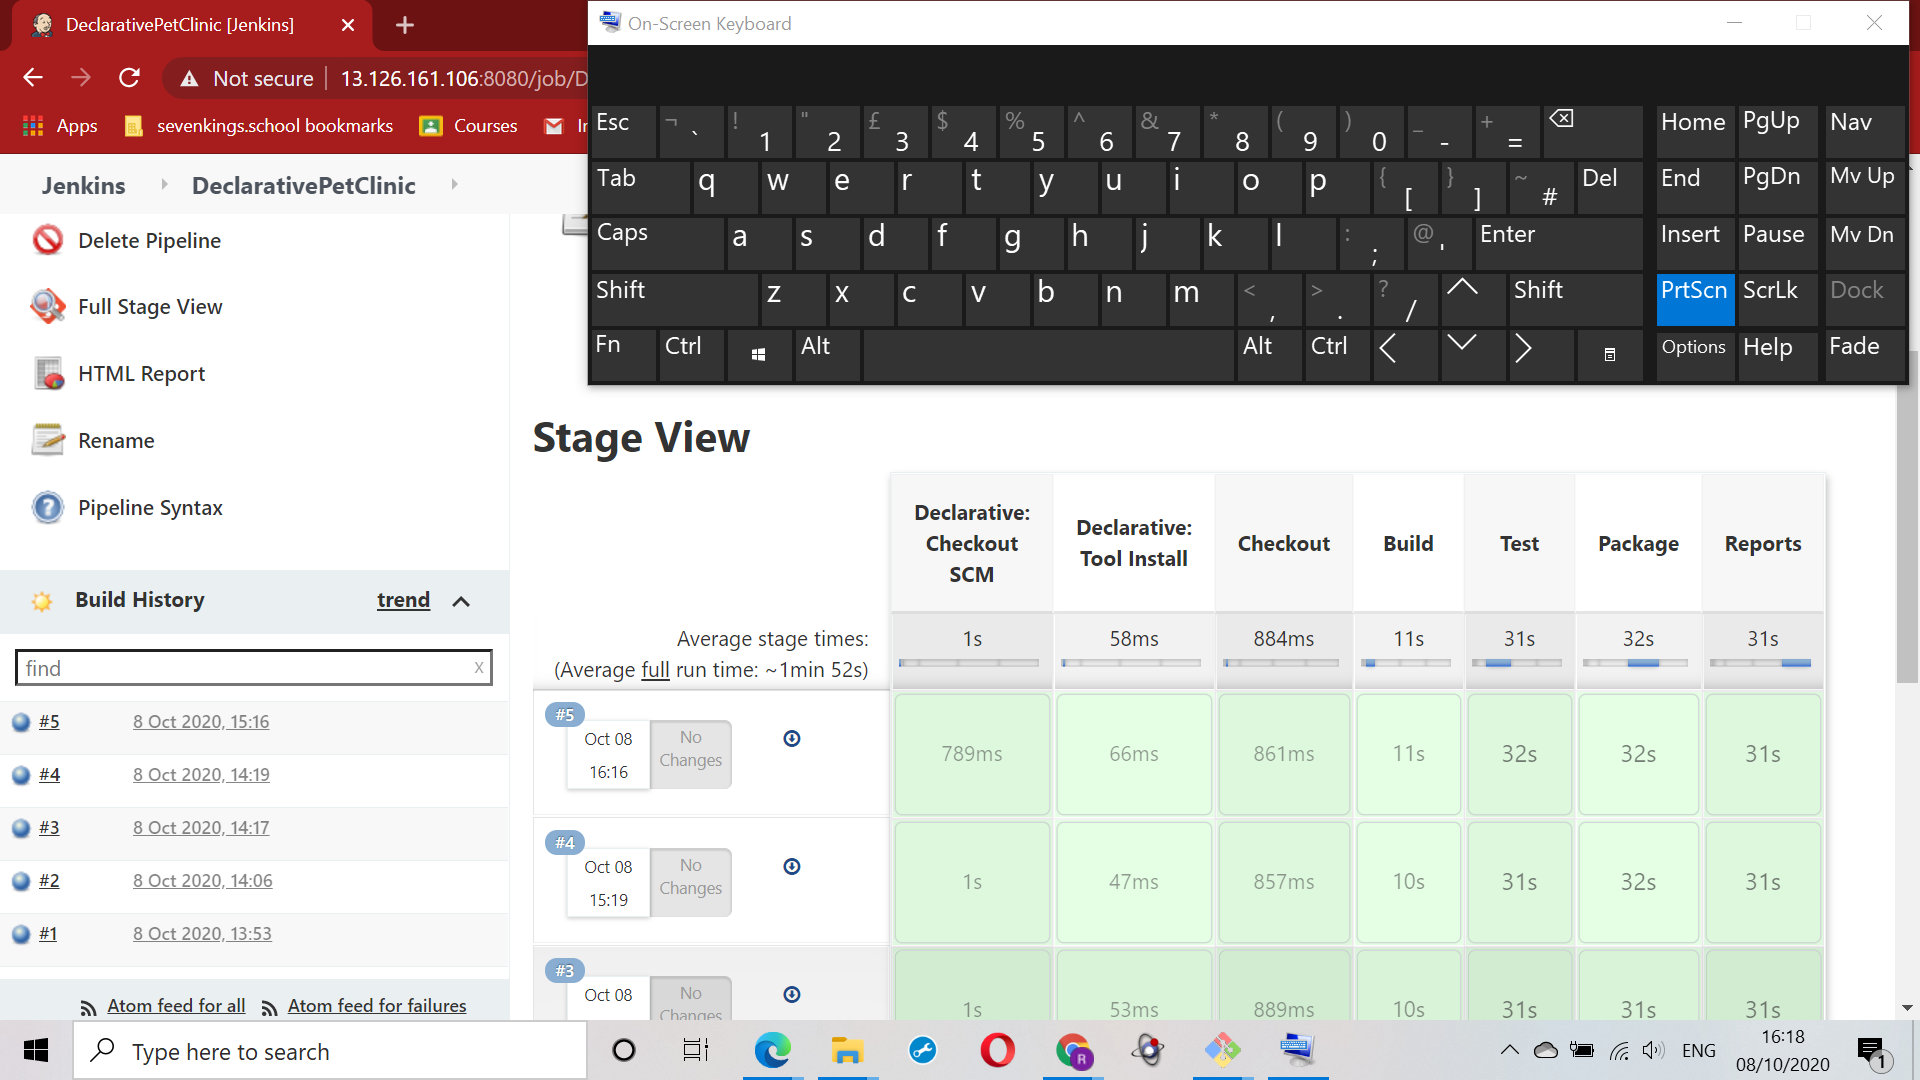 DeclarativePetClinic [Jenkins]
On-Screen Keyboard
Not secure
13.126.161.106:8080/job/D
Apps
sevenkings.school bookmarks
Courses
Esc ¬ ` ! 1 " 2 £ 3 $ 4 % 5 ^ 6 & 7 * 8 ( 9 ) 0 _ - + = Home PgUp Nav
Tab q w e r t y u i o p { [ } ] ~ # Del End PgDn Mv Up
Caps a s d f g h j k l : ; @ ' Enter Insert Pause Mv Dn
Shift z x c v b n m < , > . ? / Shift PrtScn ScrLk Dock
Fn Ctrl Alt Alt Ctrl Options Help Fade
Jenkins
DeclarativePetClinic
Delete Pipeline
Full Stage View
HTML Report
Rename
Pipeline Syntax
Build History
trend
find
x
#5 8 Oct 2020, 15:16
#4 8 Oct 2020, 14:19
#3 8 Oct 2020, 14:17
#2 8 Oct 2020, 14:06
#1 8 Oct 2020, 13:53
Atom feed for all
Atom feed for failures
Stage View
Declarative:
Checkout
SCM
Declarative:
Tool Install
Checkout
Build
Test
Package
Reports
Average stage times:
(Average full run time: ~1min 52s)
1s 58ms 884ms 11s 31s 32s 31s
#5
Oct 08
16:16
No
Changes
789ms 66ms 861ms 11s 32s 32s 31s
#4
Oct 08
15:19
No
Changes
1s 47ms 857ms 10s 31s 32s 31s
#3
Oct 08
No
Changes
1s 53ms 889ms 10s 31s 31s 31s
Type here to search
R
ENG
16:18
08/10/2020
1